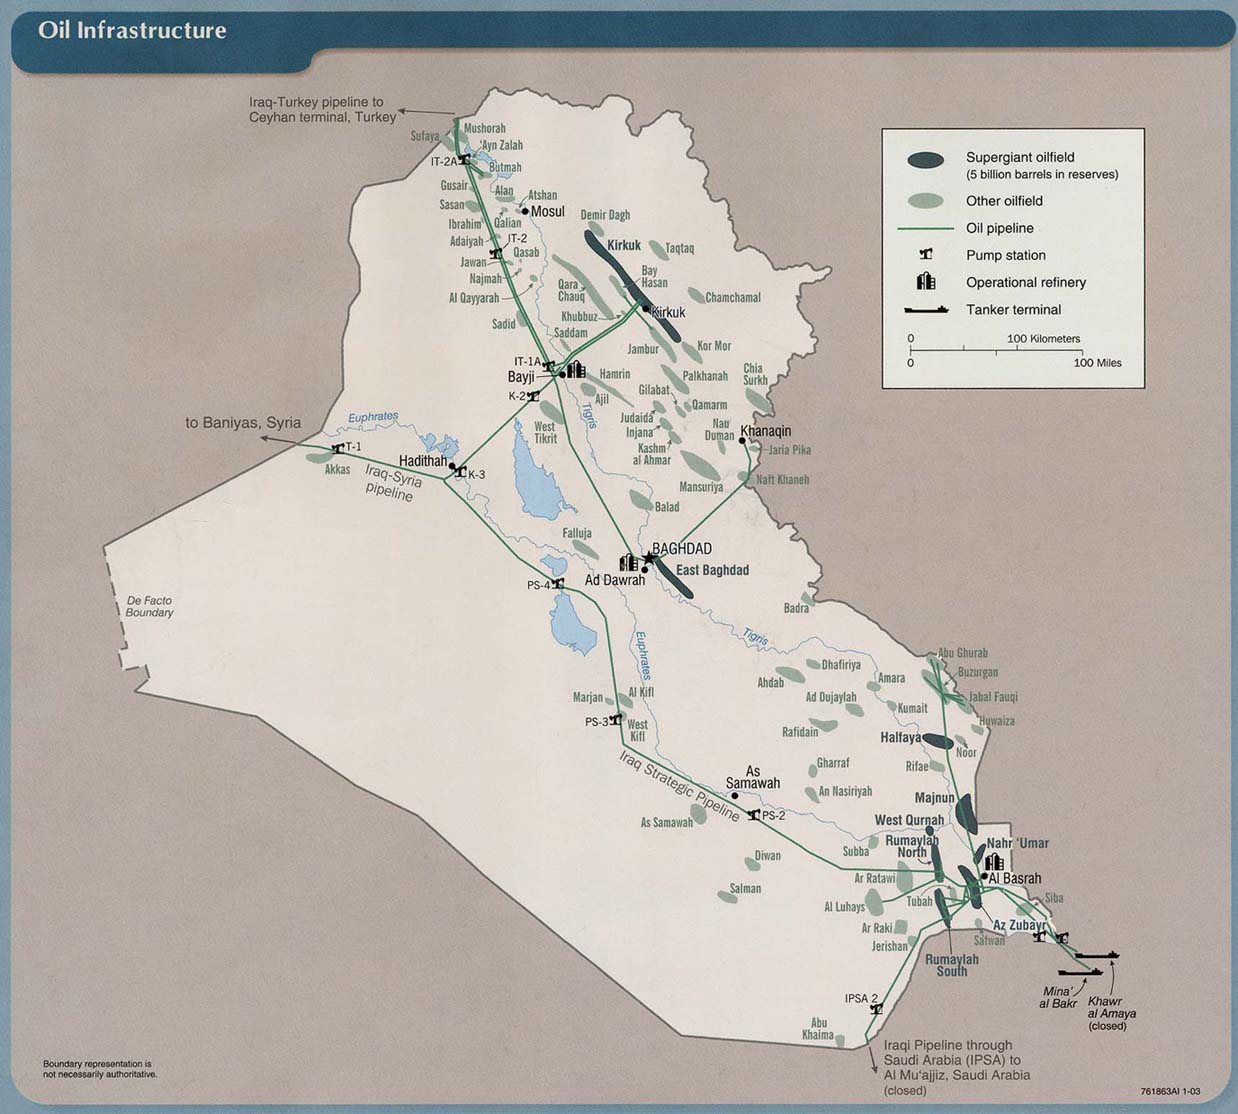 Oil Infrastructure
Iraq-Turkey pipeline to
Ceyhan terminal, Turkey
Mushorah
Sufaya
'Ayn Zalah
IT-2A
Butmah
Gusair
Alan
Atshan
Sasan
Mosul
Ibrahim
Qalian
Demir Dagh
Adaiyah
IT-2
Kirkuk
Taqtaq
Jawan
Qasab
Najmah
Bay
Hasan
Qara
Chauq
Al Qayyarah
Chamchamal
Khubbuz
Kirkuk
Sadid
Saddam
Jambur
Kor Mor
IT-1A
Bayji
Hamrin
Palkhanah
Chia
Surkh
K-2
Ajil
Gilabat
Qamarm
to Baniyas, Syria
Euphrates
Tigris
West
Tikrit
Judaida
Injana
Nau
Duman
Khanaqin
Kashm
al Ahmar
Jaria Pika
T-1
Akkas
Hadithah
K-3
Iraq-Syria
pipeline
Mansuriya
Naft Khaneh
Balad
Falluja
BAGHDAD
Ad Dawrah
East Baghdad
PS-4
De Facto
Boundary
Badra
Tigris
Euphrates
Abu Ghurab
Dhafiriya
Buzurgan
Ahdab
Amara
Marjan
Al Kifl
Ad Dujaylah
Jabal Fauqi
Kumait
PS-3
West
Kifl
Rafidain
Huwaiza
Halfaya
Noor
Iraq Strategic Pipeline
Gharraf
Rifae
As
Samawah
An Nasiriyah
Majnun
As Samawah
PS-2
West Qurnah
Rumaylah
North
Nahr 'Umar
Subba
Diwan
Ar Ratawi
Al Basrah
Salman
Al Luhays
Tubah
Siba
Ar Raki
Az Zubayr
Jerishan
Safwan
Rumaylah
South
IPSA 2
Mina'
al Bakr
Khawr
al Amaya
(closed)
Abu
Khaima
Iraqi Pipeline through
Saudi Arabia (IPSA) to
Al Mu'ajjiz, Saudi Arabia
(closed)
Supergiant oilfield
(5 billion barrels in reserves)
Other oilfield
Oil pipeline
Pump station
Operational refinery
Tanker terminal
0 100 Kilometers
0 100 Miles
Boundary representation is
not necessarily authoritative.
761863AI 1-03